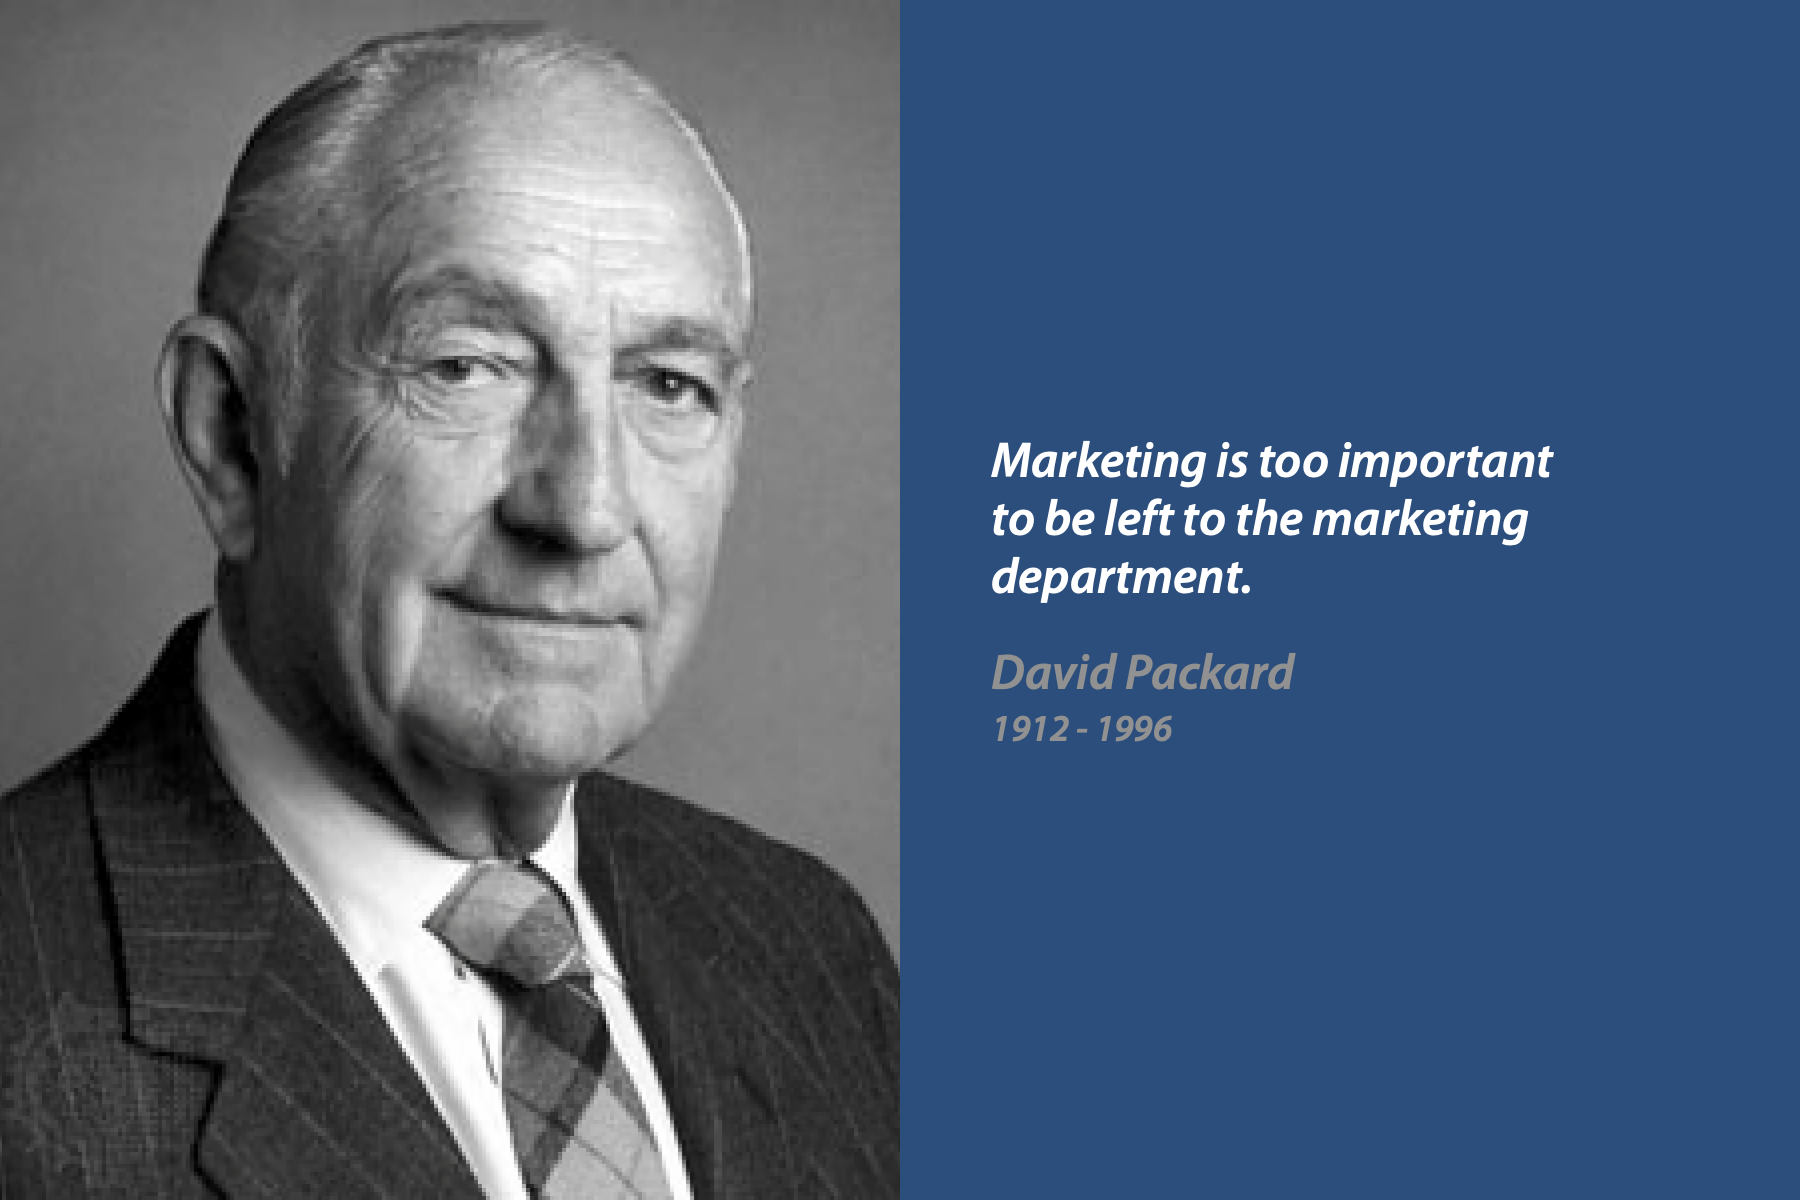 Marketing is too important
to be left to the marketing
department.
David Packard
1912 - 1996